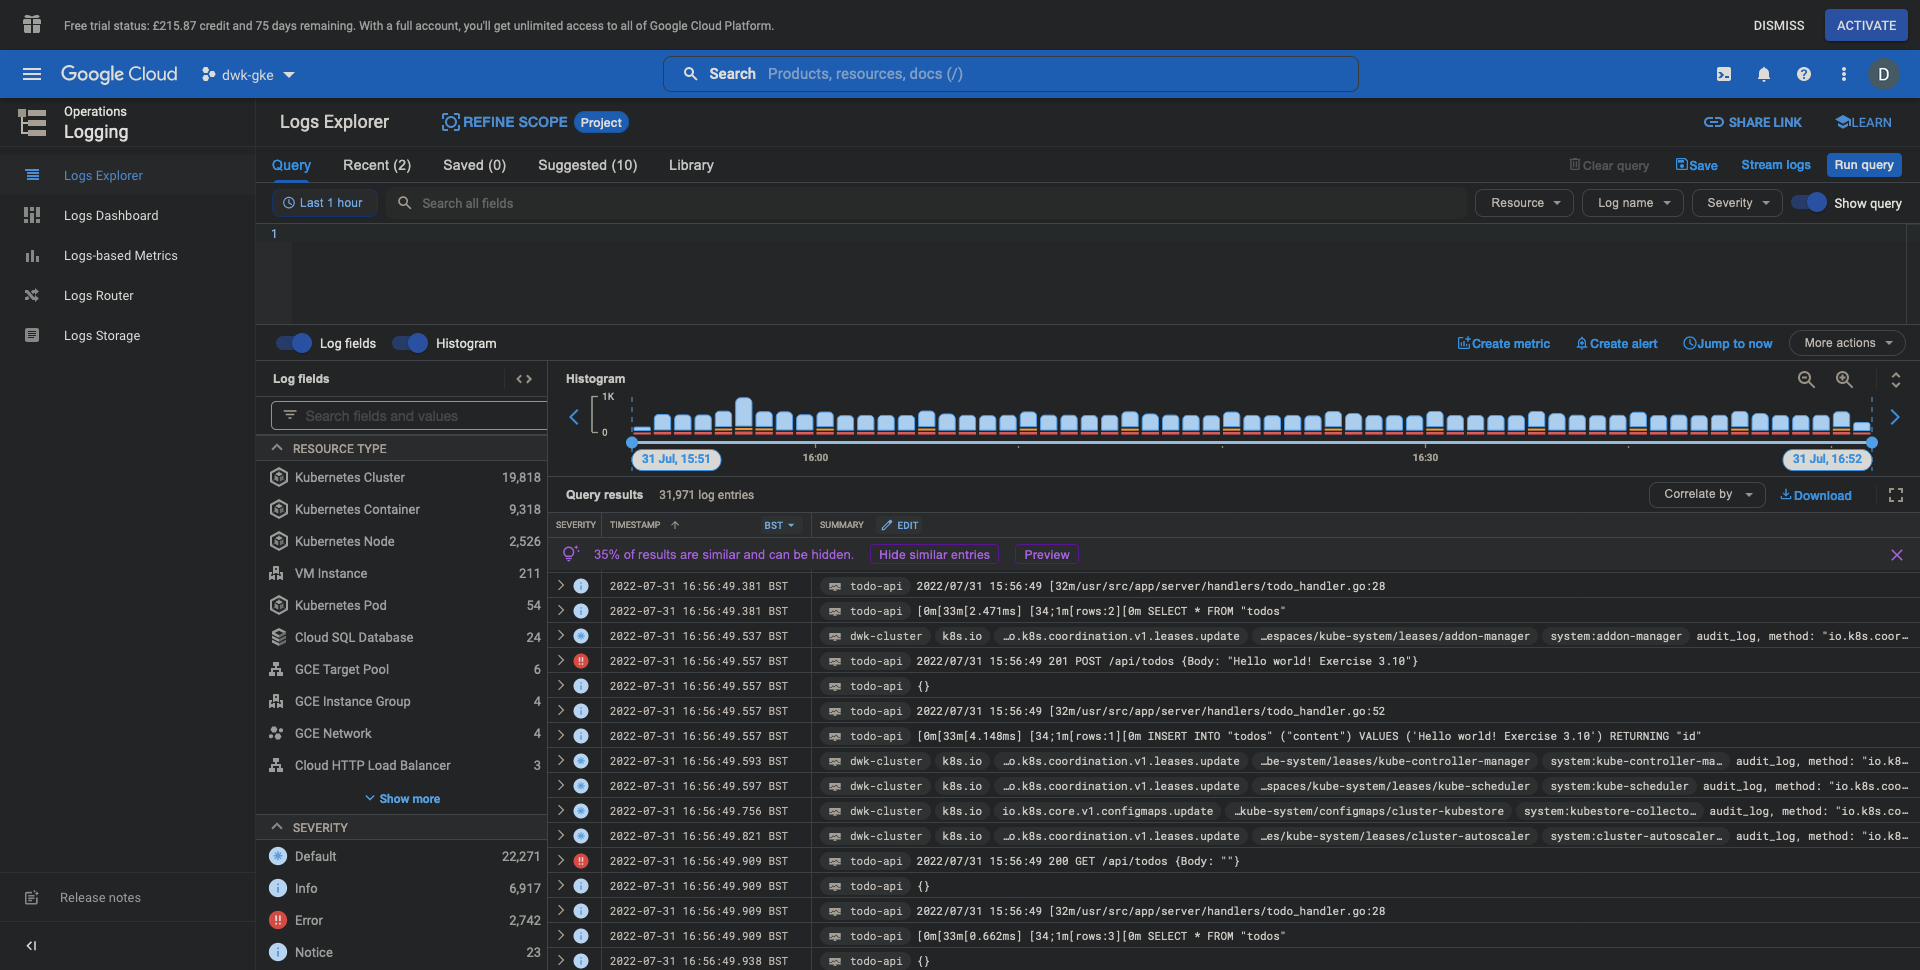 Free trial status: £215.87 credit and 75 days remaining. With a full account, you'll get unlimited access to all of Google Cloud Platform.
DISMISS
ACTIVATE
Google Cloud
dwk-gke
Search Products, resources, docs (/)
D
Operations
Logging
Logs Explorer
REFINE SCOPE
Project
SHARE LINK
LEARN
Logs Explorer
Logs Dashboard
Logs-based Metrics
Logs Router
Logs Storage
Release notes
Query
Recent (2)
Saved (0)
Suggested (10)
Library
Clear query
Save
Stream logs
Run query
Last 1 hour
Search all fields
Resource
Log name
Severity
Show query
1
Log fields
Histogram
Create metric
Create alert
Jump to now
More actions
Log fields
Search fields and values
RESOURCE TYPE
Kubernetes Cluster 19,818
Kubernetes Container 9,318
Kubernetes Node 2,526
VM Instance 211
Kubernetes Pod 54
Cloud SQL Database 24
GCE Target Pool 6
GCE Instance Group 4
GCE Network 4
Cloud HTTP Load Balancer 3
Show more
SEVERITY
Default 22,271
Info 6,917
Error 2,742
Notice 23
Histogram
1K
0
31 Jul, 15:51
16:00
16:30
31 Jul, 16:52
Query results 31,971 log entries
Correlate by
Download
SEVERITY TIMESTAMP BST SUMMARY EDIT
35% of results are similar and can be hidden. Hide similar entries Preview
2022-07-31 16:56:49.381 BST todo-api 2022/07/31 15:56:49 [32m/usr/src/app/server/handlers/todo_handler.go:28
2022-07-31 16:56:49.381 BST todo-api [0m[33m[2.471ms] [34;1m[rows:2][0m SELECT * FROM "todos"
2022-07-31 16:56:49.537 BST dwk-cluster k8s.io …o.k8s.coordination.v1.leases.update …espaces/kube-system/leases/addon-manager system:addon-manager audit_log, method: "io.k8s.coor…
2022-07-31 16:56:49.557 BST todo-api 2022/07/31 15:56:49 201 POST /api/todos {Body: "Hello world! Exercise 3.10"}
2022-07-31 16:56:49.557 BST todo-api {}
2022-07-31 16:56:49.557 BST todo-api 2022/07/31 15:56:49 [32m/usr/src/app/server/handlers/todo_handler.go:52
2022-07-31 16:56:49.557 BST todo-api [0m[33m[4.148ms] [34;1m[rows:1][0m INSERT INTO "todos" ("content") VALUES ('Hello world! Exercise 3.10') RETURNING "id"
2022-07-31 16:56:49.593 BST dwk-cluster k8s.io …o.k8s.coordination.v1.leases.update …be-system/leases/kube-controller-manager system:kube-controller-ma… audit_log, method: "io.k8…
2022-07-31 16:56:49.597 BST dwk-cluster k8s.io …o.k8s.coordination.v1.leases.update …spaces/kube-system/leases/kube-scheduler system:kube-scheduler audit_log, method: "io.k8s.coo…
2022-07-31 16:56:49.756 BST dwk-cluster k8s.io io.k8s.core.v1.configmaps.update …kube-system/configmaps/cluster-kubestore system:kubestore-collecto… audit_log, method: "io.k8s.co…
2022-07-31 16:56:49.821 BST dwk-cluster k8s.io …o.k8s.coordination.v1.leases.update …es/kube-system/leases/cluster-autoscaler system:cluster-autoscaler… audit_log, method: "io.k8…
2022-07-31 16:56:49.909 BST todo-api 2022/07/31 15:56:49 200 GET /api/todos {Body: ""}
2022-07-31 16:56:49.909 BST todo-api {}
2022-07-31 16:56:49.909 BST todo-api 2022/07/31 15:56:49 [32m/usr/src/app/server/handlers/todo_handler.go:28
2022-07-31 16:56:49.909 BST todo-api [0m[33m[0.662ms] [34;1m[rows:3][0m SELECT * FROM "todos"
2022-07-31 16:56:49.938 BST todo-api {}